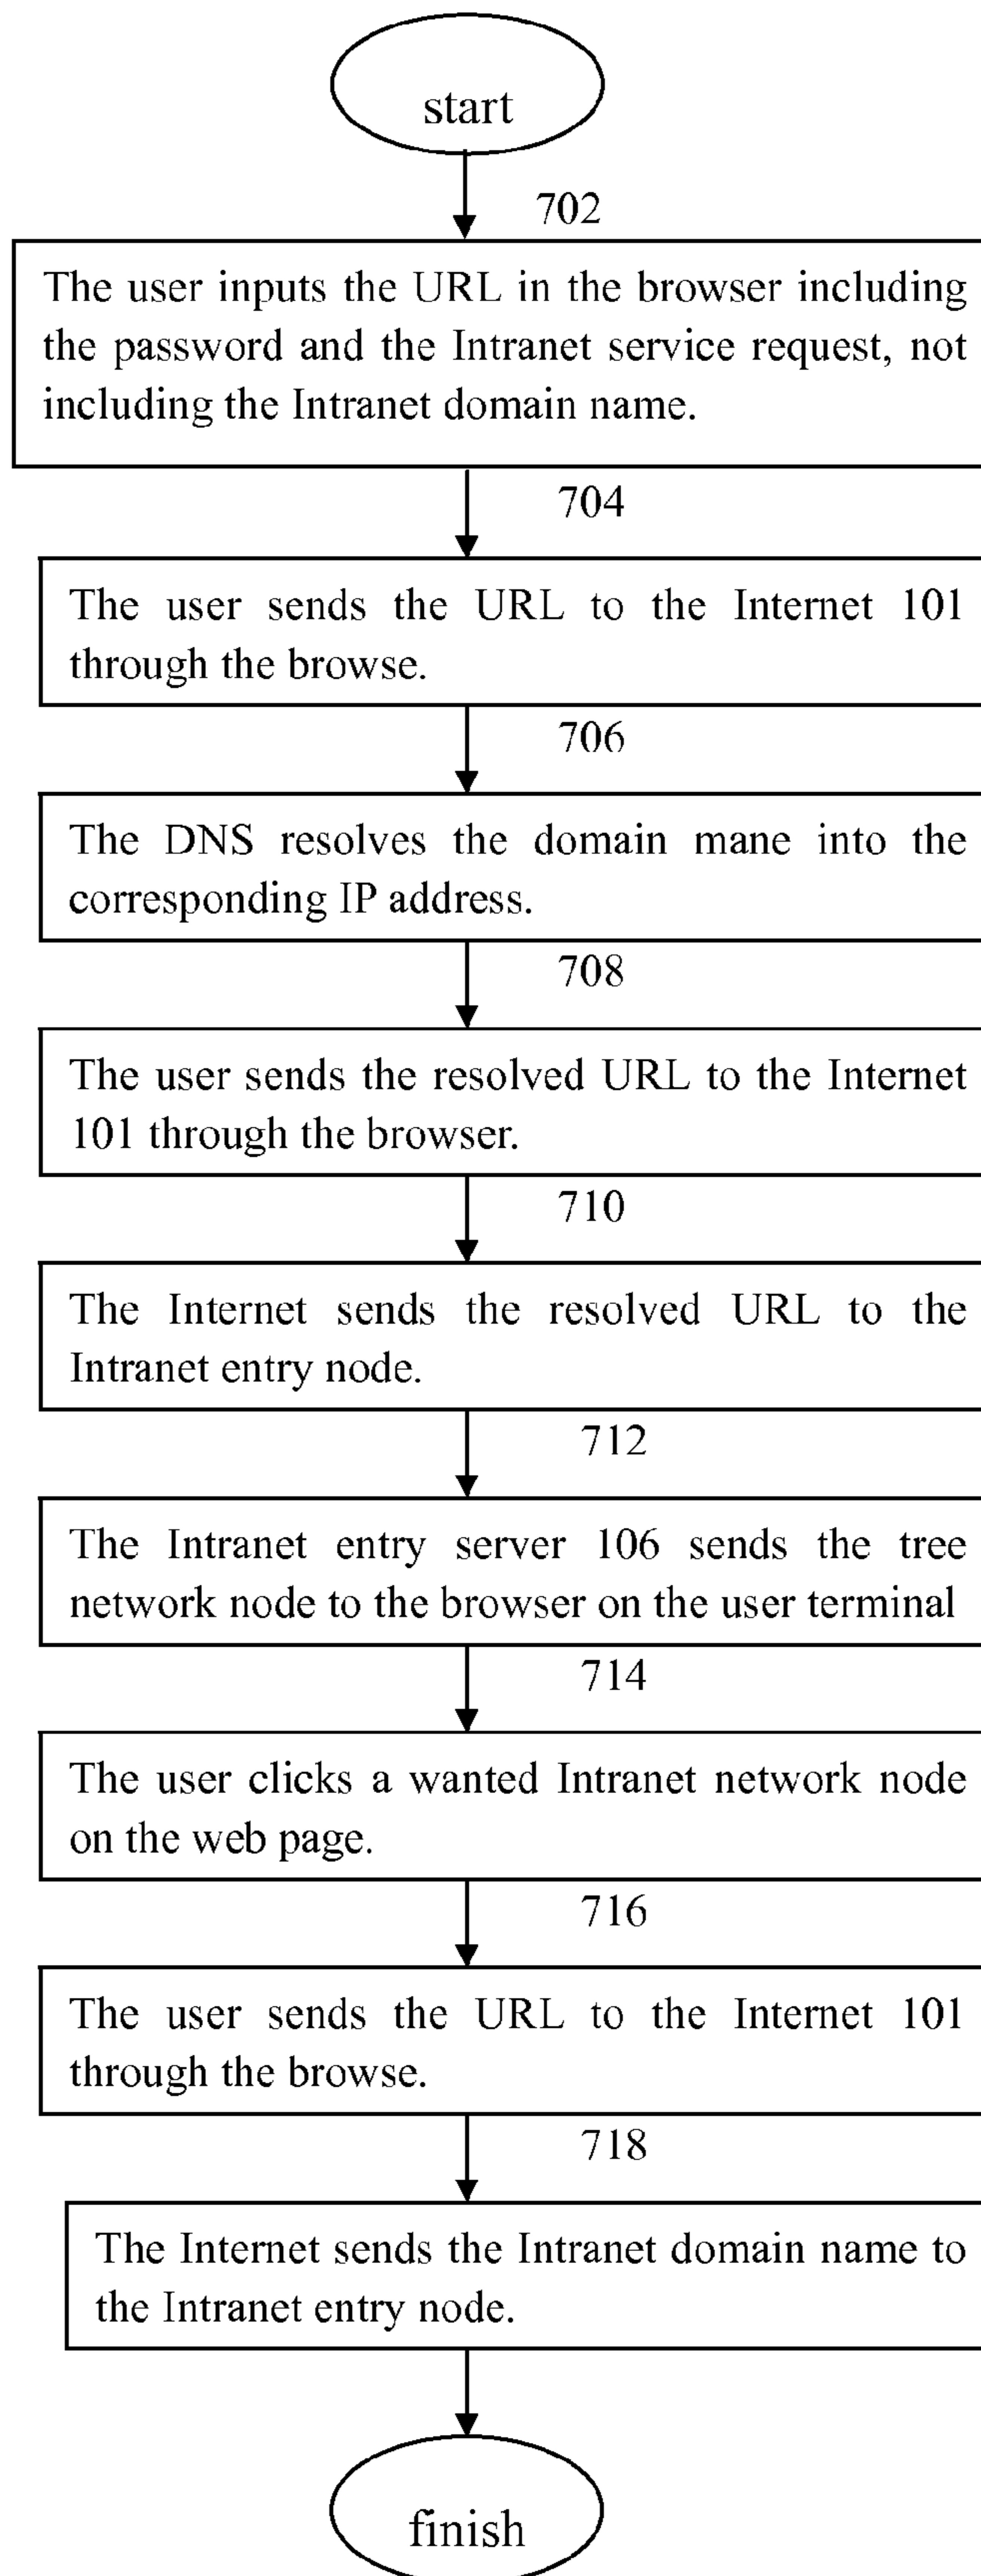 start
702
The user inputs the URL in the browser including
the password and the Intranet service request, not
including the Intranet domain name.
704
The user sends the URL to the Internet 101
through the browse.
706
The DNS resolves the domain mane into the
corresponding IP address.
708
The user sends the resolved URL to the Internet
101 through the browser.
710
The Internet sends the resolved URL to the
Intranet entry node.
712
The Intranet entry server 106 sends the tree
network node to the browser on the user terminal
714
The user clicks a wanted Intranet network node
on the web page.
716
The user sends the URL to the Internet 101
through the browse.
718
The Internet sends the Intranet domain name to
the Intranet entry node.
finish